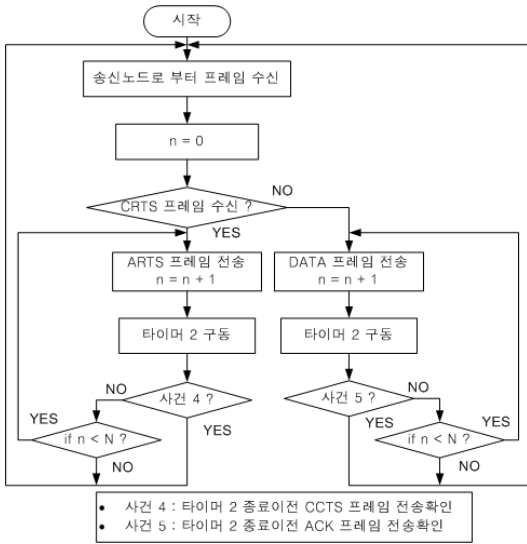 시작
송신노드로 부터 프레임 수신
n = 0
CRTS 프레임 수신 ?
NO
YES
ARTS 프레임 전송
n = n + 1
DATA 프레임 전송
n = n + 1
타이머 2 구동
타이머 2 구동
사건 4 ?
NO
YES
사건 5 ?
NO
YES
if n < N ?
YES
NO
if n < N ?
YES
NO
• 사건 4 : 타이머 2 종료이전 CCTS 프레임 전송확인
• 사건 5 : 타이머 2 종료이전 ACK 프레임 전송확인